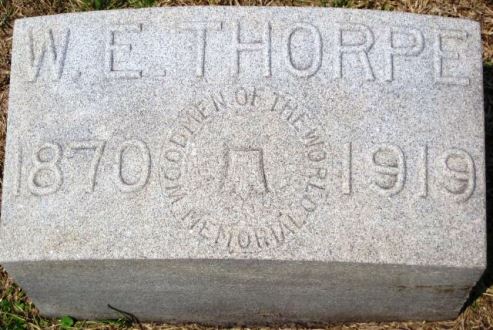 W. E. THORPE
WOODMEN OF THE WORLD
MEMORIAL
1870 1919